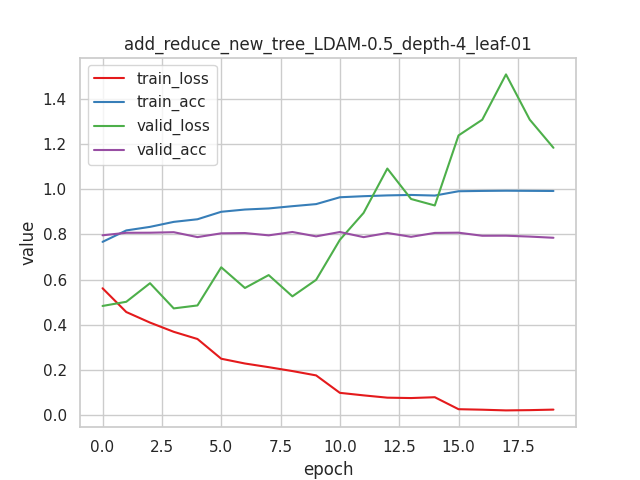 add_reduce_new_tree_LDAM-0.5_depth-4_leaf-01
train_loss
train_acc
valid_loss
valid_acc
value
1.4
1.2
1.0
0.8
0.6
0.4
0.2
0.0
0.0 2.5 5.0 7.5 10.0 12.5 15.0 17.5
epoch